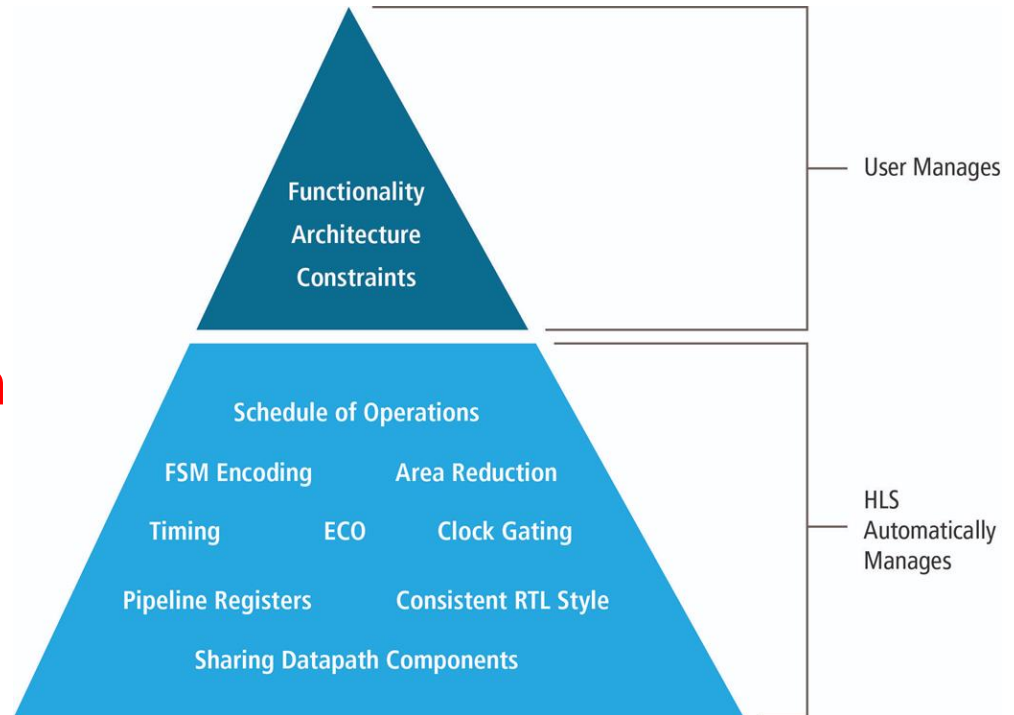 Functionality
Architecture
Constraints
User Manages
Schedule of Operations
FSM Encoding Area Reduction
Timing ECO Clock Gating
Pipeline Registers Consistent RTL Style
Sharing Datapath Components
HLS
Automatically
Manages